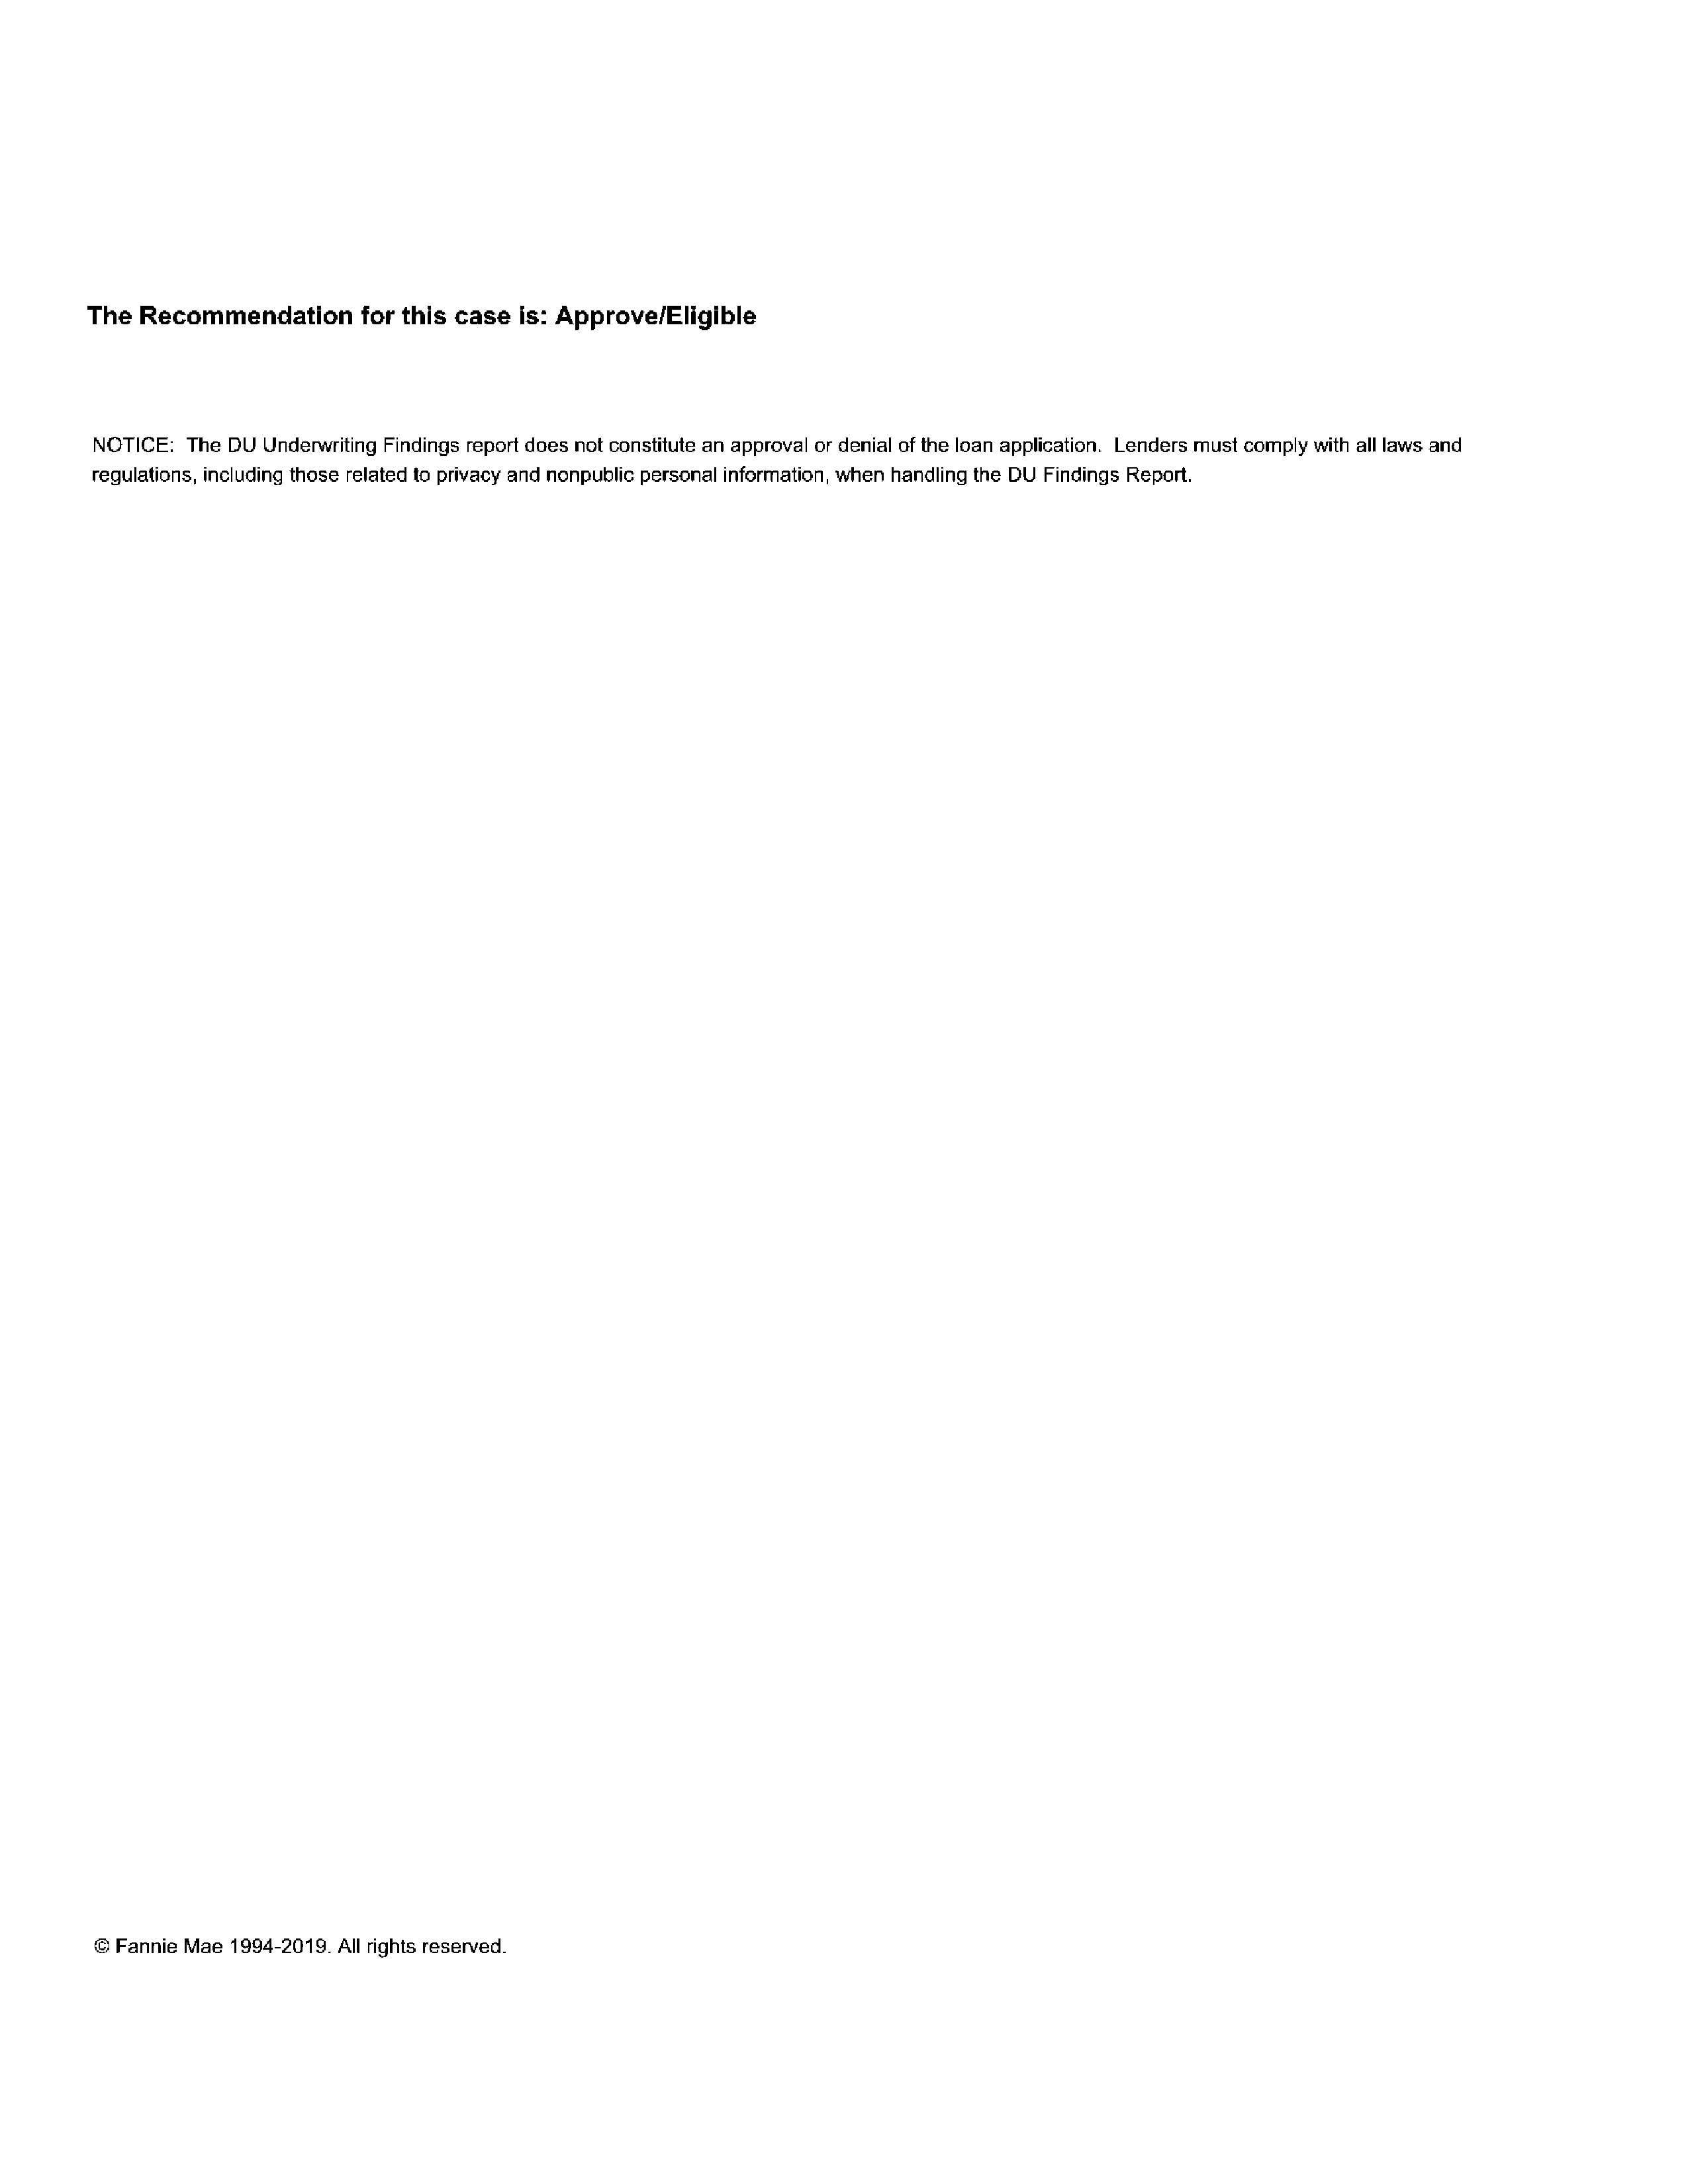 The Recommendation for this case is: Approve/Eligible
NOTICE:  The DU Underwriting Findings report does not constitute an approval or denial of the loan application.  Lenders must comply with all laws and
regulations, including those related to privacy and nonpublic personal information, when handling the DU Findings Report.
© Fannie Mae 1994-2019. All rights reserved.